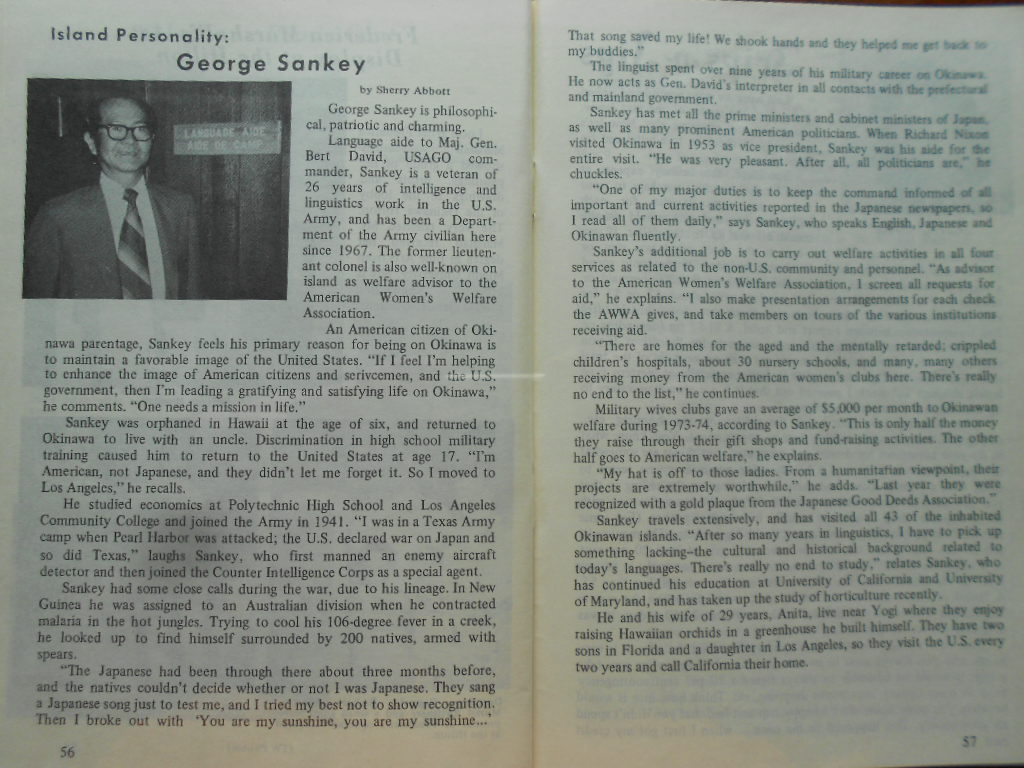 Island Personality:
George Sankey
LANGUAGE AIDE
AIDE DE CAMP
by Sherry Abbott
George Sankey is philosophi-
cal, patriotic and charming.
Language aide to Maj. Gen.
Bert David, USAGO com-
mander, Sankey is a veteran of
26 years of intelligence and
linguistics work in the U.S.
Army, and has been a Depart-
ment of the Army civilian here
since 1967. The former lieuten-
ant colonel is also well-known on
island as welfare advisor to the
American Women's Welfare
Association.
An American citizen of Oki-
nawa parentage, Sankey feels his primary reason for being on Okinawa is
to maintain a favorable image of the United States. “If I feel I'm helping
to enhance the image of American citizens and serivcemen, and the U.S.
government, then I'm leading a gratifying and satisfying life on Okinawa,”
he comments. “One needs a mission in life.”
Sankey was orphaned in Hawaii at the age of six, and returned to
Okinawa to live with an uncle. Discrimination in high school military
training caused him to return to the United States at age 17. “I'm
American, not Japanese, and they didn't let me forget it. So I moved to
Los Angeles,” he recalls.
He studied economics at Polytechnic High School and Los Angeles
Community College and joined the Army in 1941. “I was in a Texas Army
camp when Pearl Harbor was attacked; the U.S. declared war on Japan and
so did Texas,” laughs Sankey, who first manned an enemy aircraft
detector and then joined the Counter Intelligence Corps as a special agent.
Sankey had some close calls during the war, due to his lineage. In New
Guinea he was assigned to an Australian division when he contracted
malaria in the hot jungles. Trying to cool his 106-degree fever in a creek,
he looked up to find himself surrounded by 200 natives, armed with
spears.
“The Japanese had been through there about three months before,
and the natives couldn't decide whether or not I was Japanese. They sang
a Japanese song just to test me, and I tried my best not to show recognition.
Then I broke out with ‘You are my sunshine, you are my sunshine...’
56
That song saved my life! We shook hands and they helped me get back to
my buddies.”
The linguist spent over nine years of his military career on Okinawa.
He now acts as Gen. David's interpreter in all contacts with the prefectural
and mainland government.
Sankey has met all the prime ministers and cabinet ministers of Japan,
as well as many prominent American politicians. When Richard Nixon
visited Okinawa in 1953 as vice president, Sankey was his aide for the
entire visit. “He was very pleasant. After all, all politicians are,” he
chuckles.
“One of my major duties is to keep the command informed of all
important and current activities reported in the Japanese newspapers, so
I read all of them daily,” says Sankey, who speaks English, Japanese and
Okinawan fluently.
Sankey's additional job is to carry out welfare activities in all four
services as related to the non-U.S. community and personnel. “As advisor
to the American Women's Welfare Association, I screen all requests for
aid,” he explains. “I also make presentation arrangements for each check
the AWWA gives, and take members on tours of the various institutions
receiving aid.
“There are homes for the aged and the mentally retarded; crippled
children's hospitals, about 30 nursery schools, and many, many others
receiving money from the American women's clubs here. There's really
no end to the list,” he continues.
Military wives clubs gave an average of $5,000 per month to Okinawan
welfare during 1973-74, according to Sankey. “This is only half the money
they raise through their gift shops and fund-raising activities. The other
half goes to American welfare,” he explains.
“My hat is off to those ladies. From a humanitarian viewpoint, their
projects are extremely worthwhile,” he adds. “Last year they were
recognized with a gold plaque from the Japanese Good Deeds Association.”
Sankey travels extensively, and has visited all 43 of the inhabited
Okinawan islands. “After so many years in linguistics, I have to pick up
something lacking—the cultural and historical background related to
today's languages. There's really no end to study,” relates Sankey, who
has continued his education at University of California and University
of Maryland, and has taken up the study of horticulture recently.
He and his wife of 29 years, Anita, live near Yogi where they enjoy
raising Hawaiian orchids in a greenhouse he built himself. They have two
sons in Florida and a daughter in Los Angeles, so they visit the U.S. every
two years and call California their home.
57